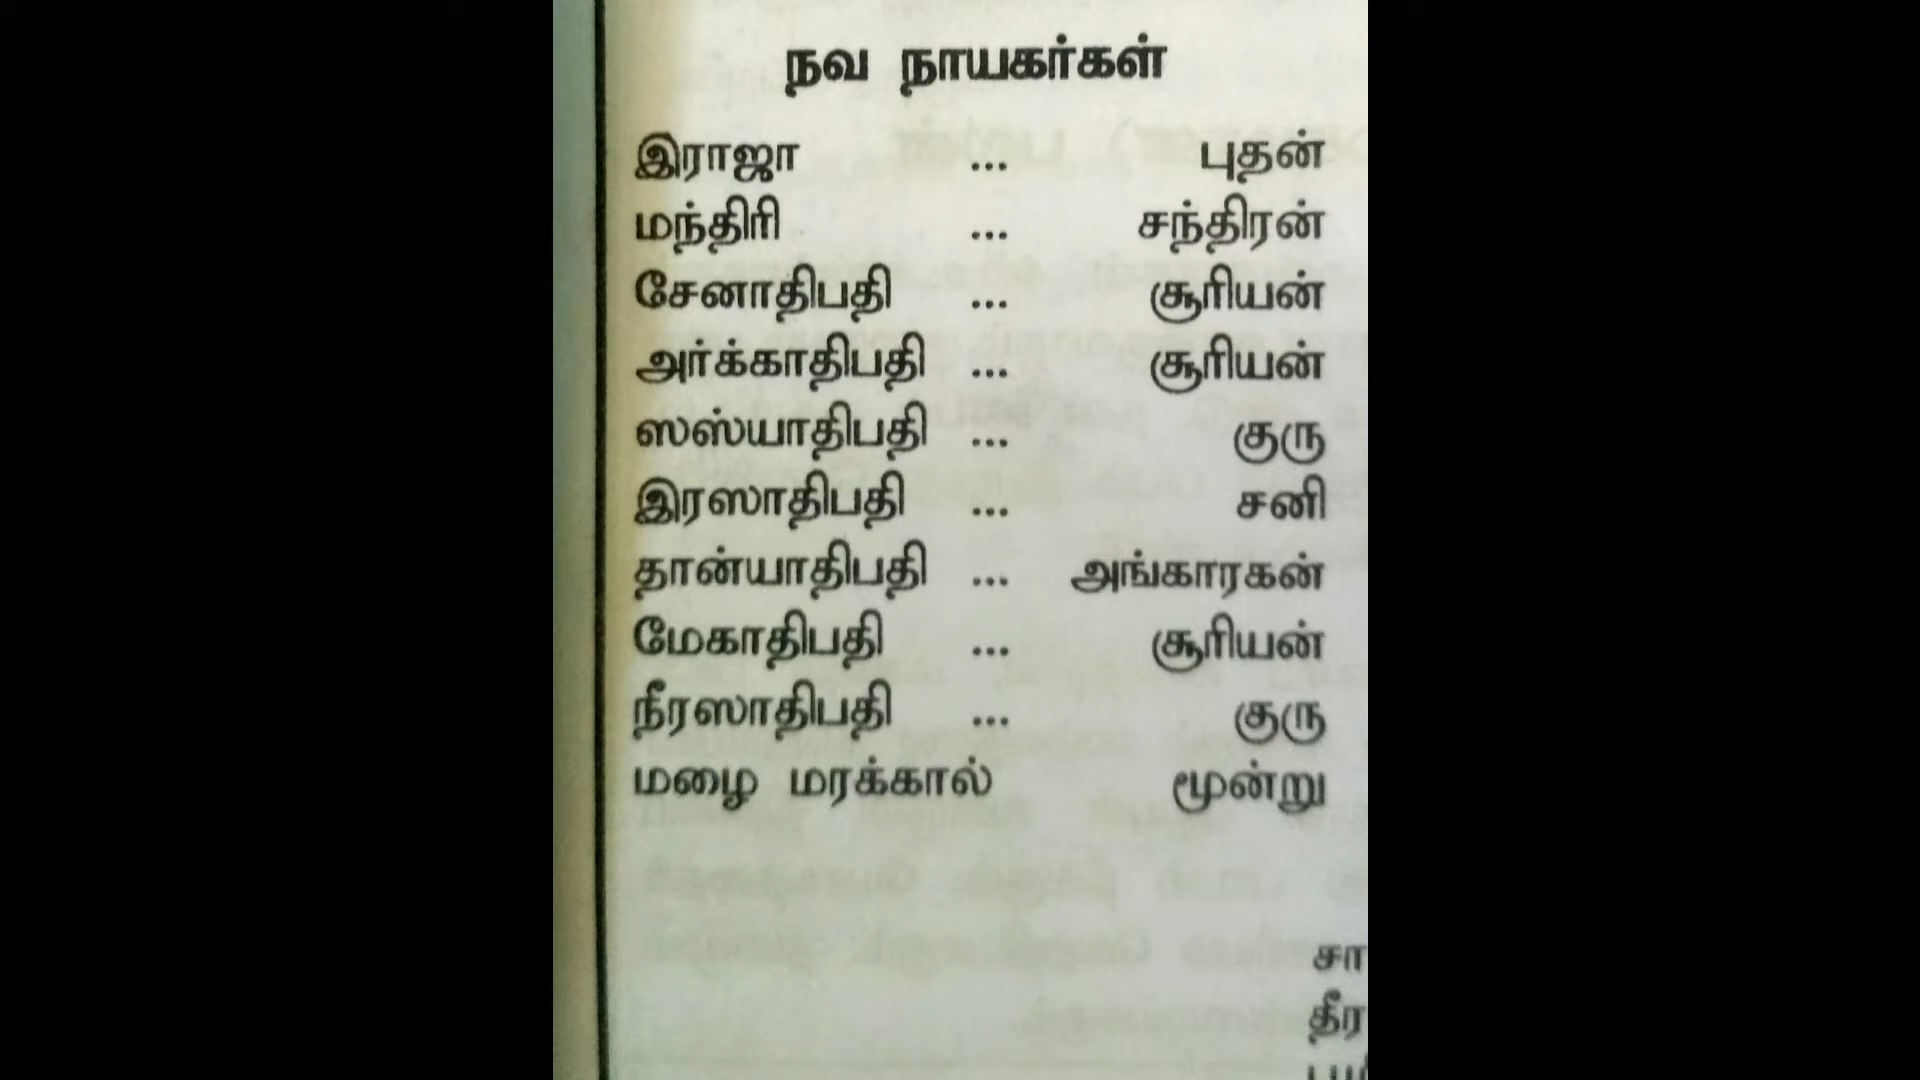 நவ நாயகர்கள்
இராஜா ... புதன்
மந்திரி ... சந்திரன்
சேனாதிபதி ... சூரியன்
அர்க்காதிபதி ... சூரியன்
ஸஸ்யாதிபதி ... குரு
இரஸாதிபதி ... சனி
தான்யாதிபதி ... அங்காரகன்
மேகாதிபதி ... சூரியன்
நீரஸாதிபதி ... குரு
மழை மரக்கால் மூன்று
சா
தீர